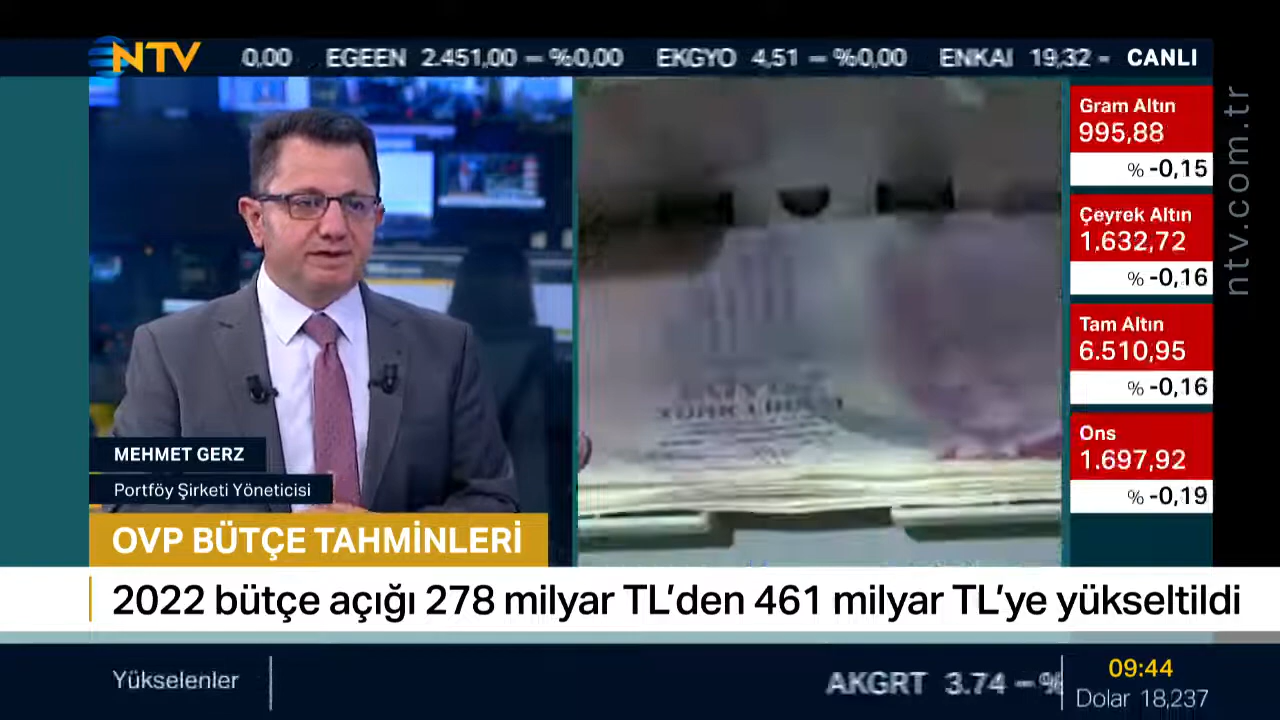 NTV
0,00 EGEEN 2.451,00 – %0,00 EKGYO 4,51 – %0,00 ENKAI 19,32 – CANLI
ntv.com.tr
Gram Altın
995,88
% -0,15
Çeyrek Altın
1.632,72
% -0,16
Tam Altın
6.510,95
% -0,16
Ons
1.697,92
% -0,19
MEHMET GERZ
Portföy Şirketi Yöneticisi
OVP BÜTÇE TAHMİNLERİ
2022 bütçe açığı 278 milyar TL'den 461 milyar TL'ye yükseltildi
Yükselenler
AKGRT 3.74 – %
09:44
Dolar 18,237